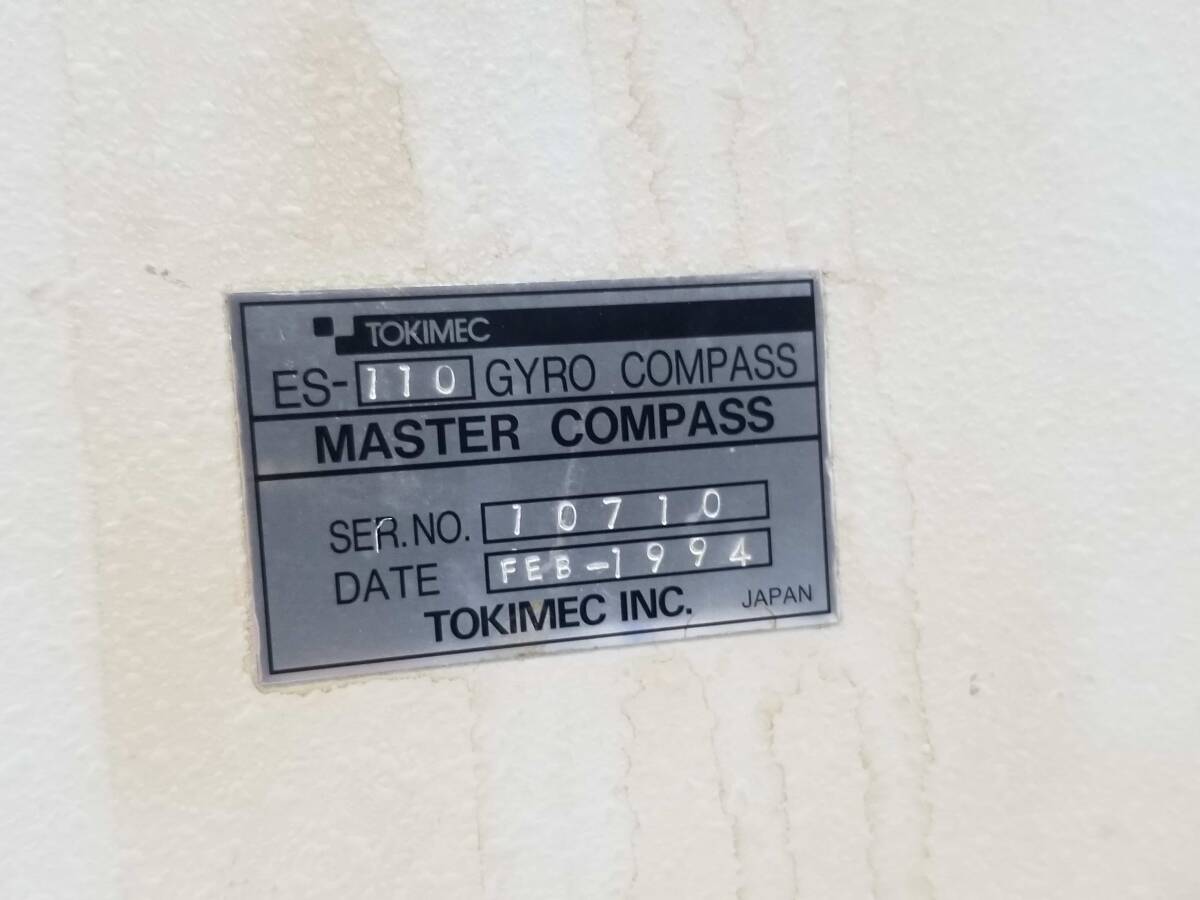 TOKIMEC
ES-110 GYRO COMPASS
MASTER COMPASS
SER.NO. 10710
DATE FEB-1994
TOKIMEC INC. JAPAN